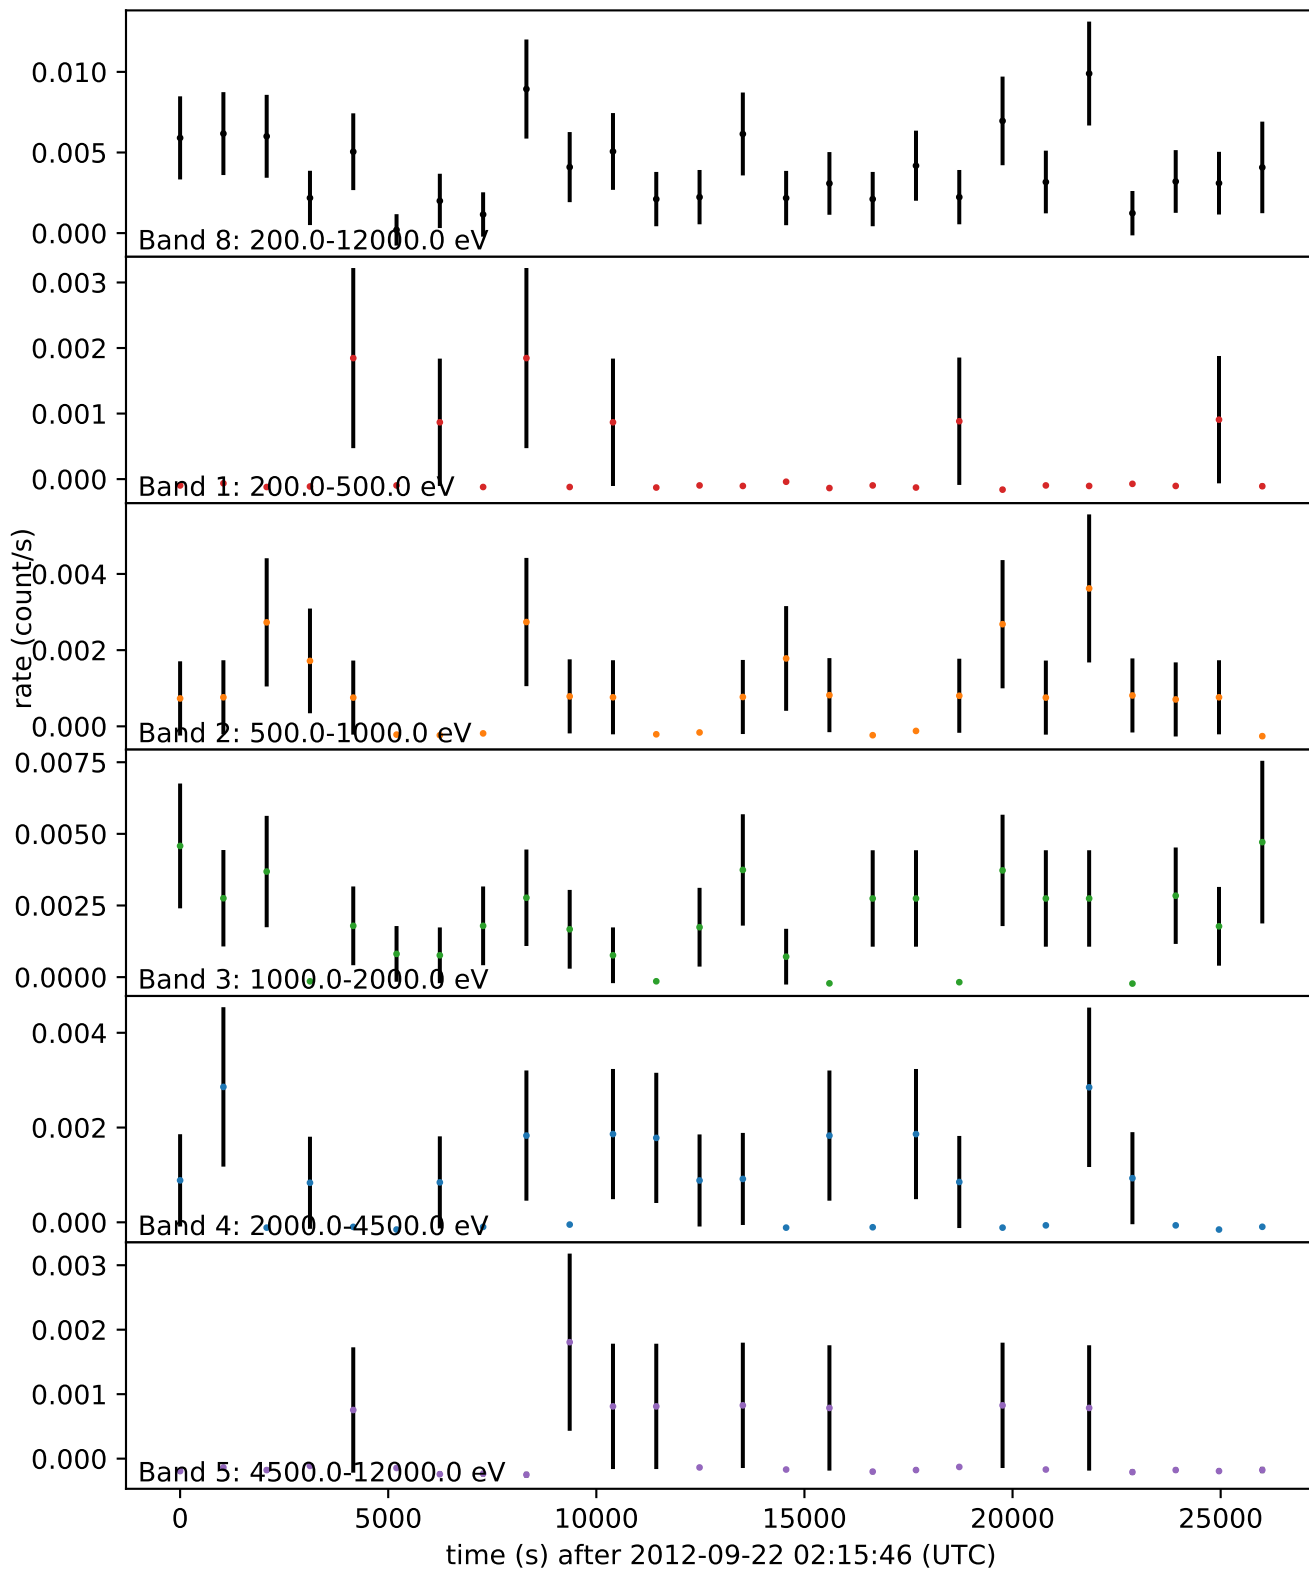 0.010
0.005
0.000
Band 8: 200.0-12000.0 eV
0.003
0.002
0.001
0.000
Band 1: 200.0-500.0 eV
rate (count/s)
0.004
0.002
0.000
Band 2: 500.0-1000.0 eV
0.0075
0.0050
0.0025
0.0000
Band 3: 1000.0-2000.0 eV
0.004
0.002
0.000
Band 4: 2000.0-4500.0 eV
0.003
0.002
0.001
0.000
Band 5: 4500.0-12000.0 eV
0 5000 10000 15000 20000 25000
time (s) after 2012-09-22 02:15:46 (UTC)